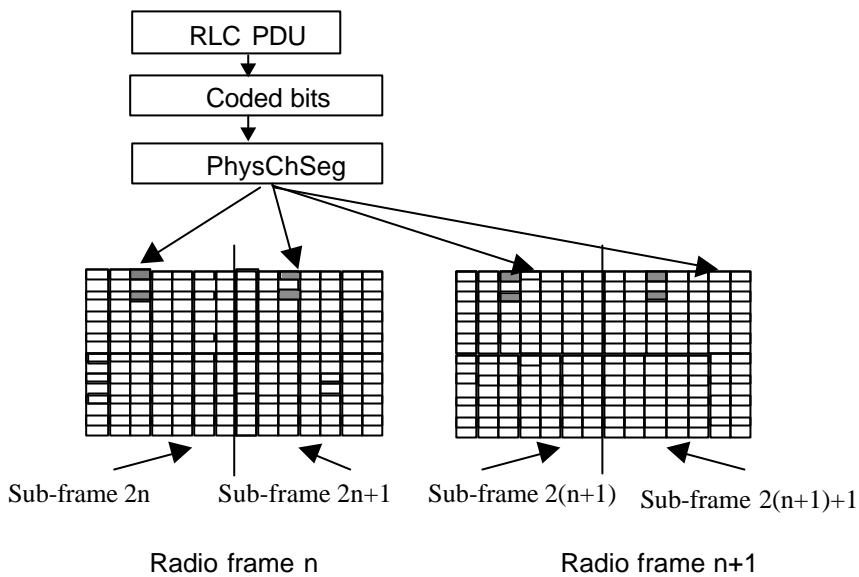 RLC PDU
Coded bits
PhysChSeg
Sub-frame 2n
Sub-frame 2n+1
Sub-frame 2(n+1)
Sub-frame 2(n+1)+1
Radio frame n
Radio frame n+1